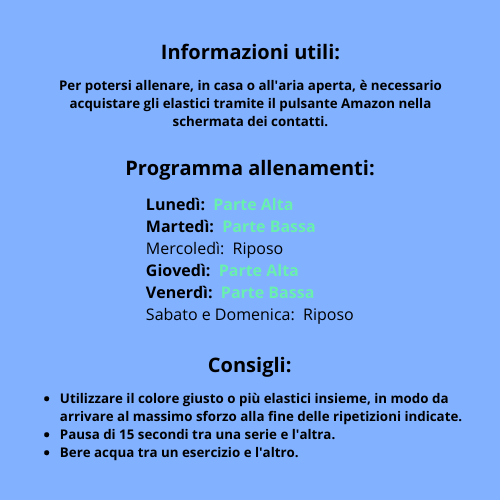 Informazioni utili:
Per potersi allenare, in casa o all'aria aperta, è necessario
acquistare gli elastici tramite il pulsante Amazon nella
schermata dei contatti.
Programma allenamenti:
Lunedì: Parte Alta
Martedì: Parte Bassa
Mercoledì: Riposo
Giovedì: Parte Alta
Venerdì: Parte Bassa
Sabato e Domenica: Riposo
Consigli:
• Utilizzare il colore giusto o più elastici insieme, in modo da
arrivare al massimo sforzo alla fine delle ripetizioni indicate.
• Pausa di 15 secondi tra una serie e l'altra.
• Bere acqua tra un esercizio e l'altro.